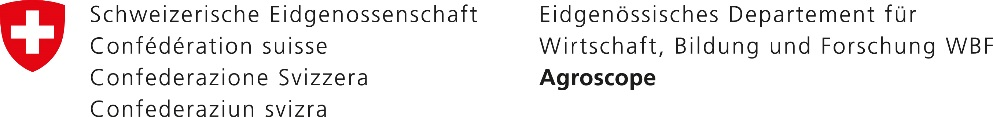 Schweizerische Eidgenossenschaft
Confédération suisse
Confederazione Svizzera
Confederaziun svizra
Eidgenössisches Departement für
Wirtschaft, Bildung und Forschung WBF
Agroscope